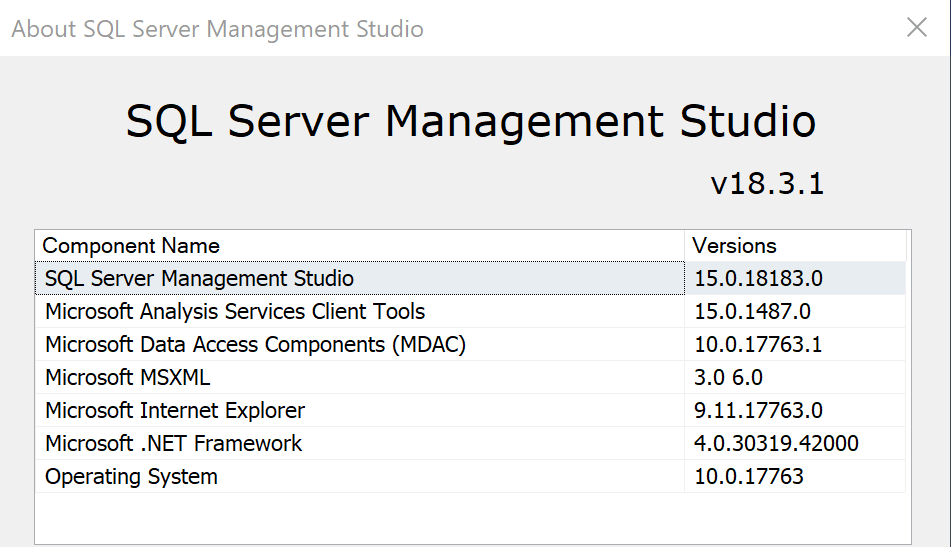 About SQL Server Management Studio
SQL Server Management Studio
v18.3.1
Component Name Versions
SQL Server Management Studio 15.0.18183.0
Microsoft Analysis Services Client Tools 15.0.1487.0
Microsoft Data Access Components (MDAC) 10.0.17763.1
Microsoft MSXML 3.0 6.0
Microsoft Internet Explorer 9.11.17763.0
Microsoft .NET Framework 4.0.30319.42000
Operating System 10.0.17763